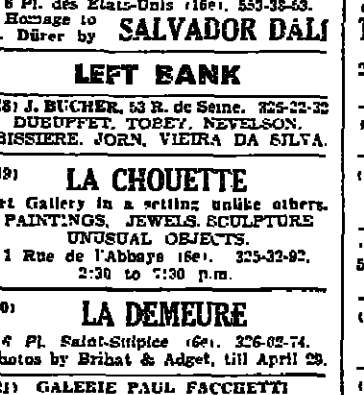 6 Pl. des Etats-Unis (16e). 553-38-63.
Homage to
Dürer by SALVADOR DALI
LEFT BANK
J. BUCHER, 53 R. de Seine. 326-22-32
DUBUFFET, TOBEY, NEVELSON,
BISSIERE, JORN, VIEIRA DA SILVA.
LA CHOUETTE
Art Gallery in a setting unlike others.
PAINTINGS, JEWELS, SCULPTURE
UNUSUAL OBJECTS.
1 Rue de l'Abbaye (6e). 325-32-92.
2:30 to 7:30 p.m.
LA DEMEURE
6 Pl. Saint-Sulpice (6e). 326-02-74.
Photos by Brihat & Adget, till April 29.
GALERIE PAUL FACCHETTI